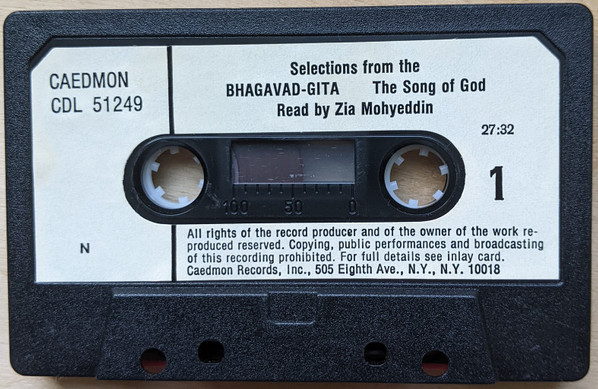 CAEDMON
CDL 51249
Selections from the
BHAGAVAD-GITA The Song of God
Read by Zia Mohyeddin
27:32
1
100 50 0
N
All rights of the record producer and of the owner of the work re-
produced reserved. Copying, public performances and broadcasting
of this recording prohibited. For full details see inlay card.
Caedmon Records, Inc., 505 Eighth Ave., N.Y., N.Y. 10018